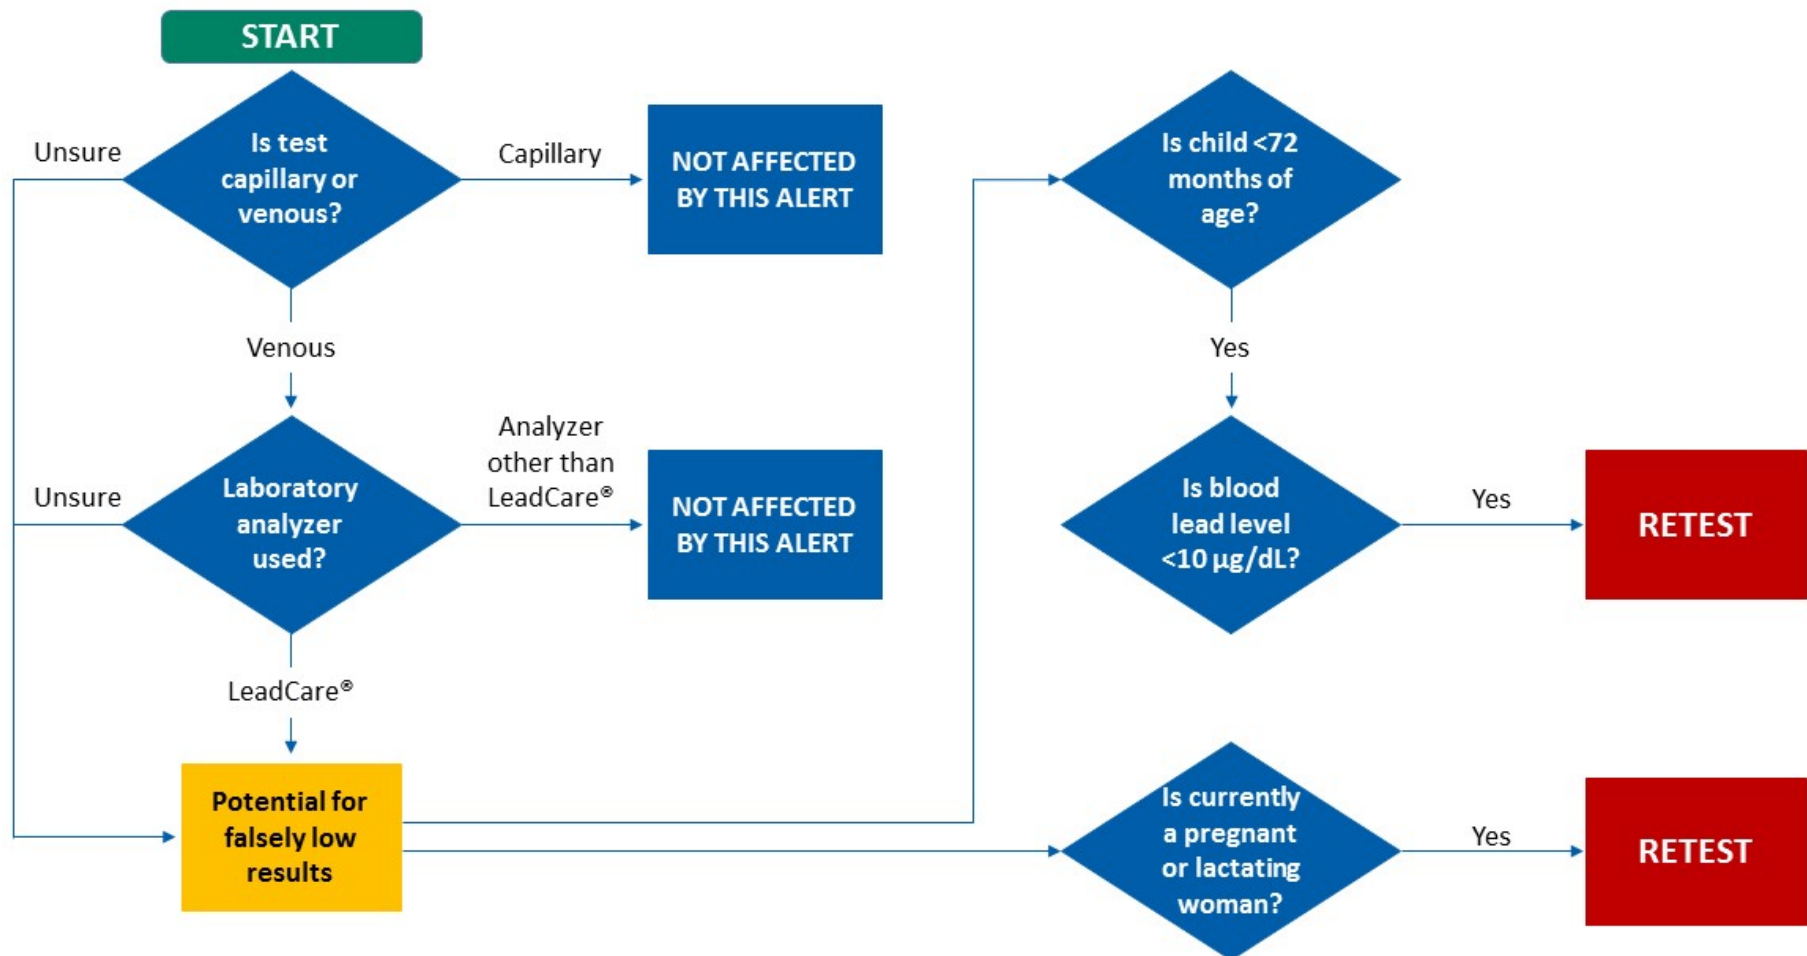 START
Is test
capillary or
venous?
Unsure
Capillary
NOT AFFECTED
BY THIS ALERT
Venous
Laboratory
analyzer
used?
Unsure
Analyzer
other than
LeadCare®
NOT AFFECTED
BY THIS ALERT
LeadCare®
Potential for
falsely low
results
Is child <72
months of
age?
Yes
Is blood
lead level
<10 µg/dL?
Yes
RETEST
Is currently
a pregnant
or lactating
woman?
Yes
RETEST